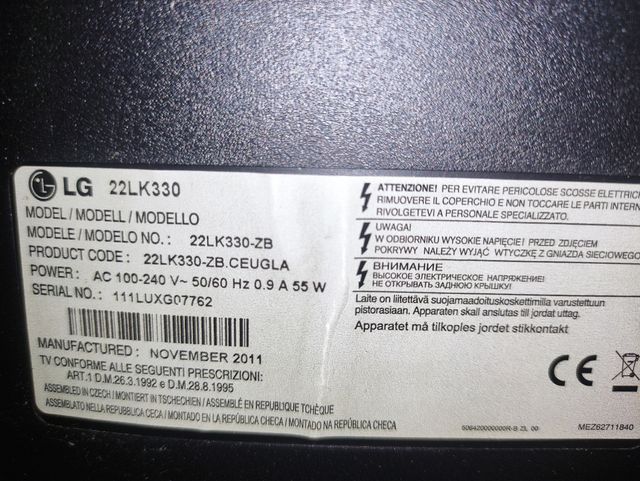 LG 22LK330
MODEL / MODELL / MODELLO
MODELE / MODELO NO. : 22LK330-ZB
PRODUCT CODE : 22LK330-ZB.CEUGLA
POWER : AC 100-240 V~ 50/60 Hz 0.9 A 55 W
SERIAL NO. : 111LUXG07762
MANUFACTURED : NOVEMBER 2011
TV CONFORME ALLE SEGUENTI PRESCRIZIONI:
ART.1 D.M.26.3.1992 e D.M.28.8.1995
ASSEMBLED IN CZECH / MONTIERT IN TSCHECHIEN / ASSEMBLÉ EN REPUBLIQUE TCHÈQUE
ASSEMBLATO NELLA REPUBBLICA CECA / MONTADO EN LA REPÚBLICA CHECA / MONTADO NA REPÚBLICA CHECA
ATTENZIONE! PER EVITARE PERICOLOSE SCOSSE ELETTRIC
RIMUOVERE IL COPERCHIO E NON TOCCARE LE PARTI INTERN
RIVOLGETEVI A PERSONALE SPECIALIZZATO.
UWAGA!
W ODBIORNIKU WYSOKIE NAPIĘCIE! PRZED ZDJĘCIEM
POKRYWY NALEŻY WYJĄĆ WTYCZKĘ Z GNIAZDA SIECIOWEGO
ВЫСОКОЕ ЭЛЕКТРИЧЕСКОЕ НАПРЯЖЕНИЕ!
НЕ ОТКРЫВАТЬ ЗАДНЮЮ КРЫШКУ!
Laite on liitettävä suojamaadoituskoskettimilla varustettuun
pistorasiaan. Apparaten skall anslutas till jordat uttag.
Apparatet må tilkoples jordet stikkontakt
CE
MEZ62711840